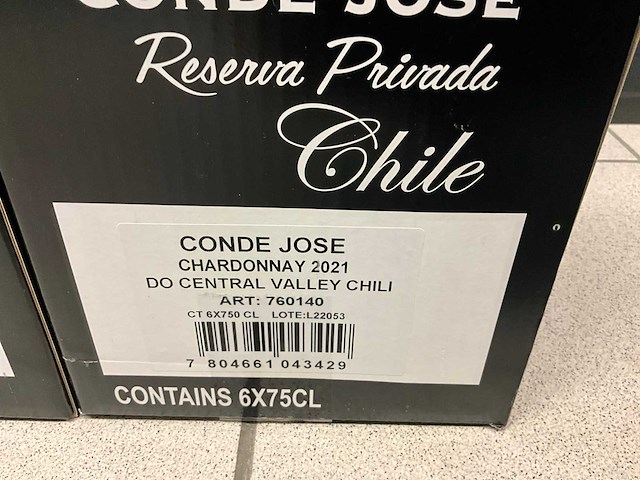 CONDE JOSE
Reserva Privada
Chile
CONDE JOSE
CHARDONNAY 2021
DO CENTRAL VALLEY CHILI
ART: 760140
CT 6X750 CL LOTE:L22053
7 804661 043429
CONTAINS 6X75CL